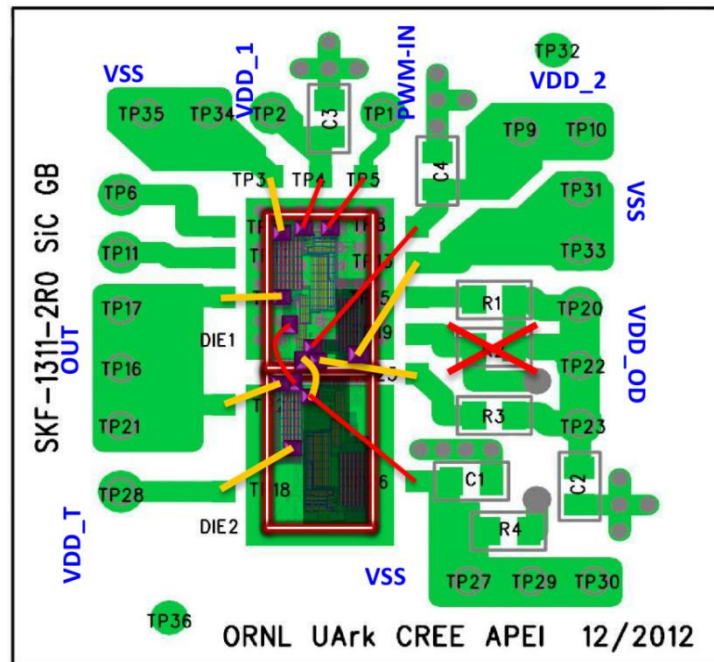 VSS
VDD_1
PWM-IN
TP32
VDD_2
TP35
TP34
TP2
C3
TP1
TP9
TP10
C4
TP3
TP4
TP5
TP6
TP31
VSS
TP11
TP33
TP17
R1
TP20
DIE1
OUT
TP16
TP22
VDD_OD
TP21
R3
TP23
TP28
TP18
C1
C2
DIE2
R4
VDD_T
VSS
TP27
TP29
TP30
TP36
SKF-1311-2R0 SiC GB
ORNL UArk CREE APEI 12/2012